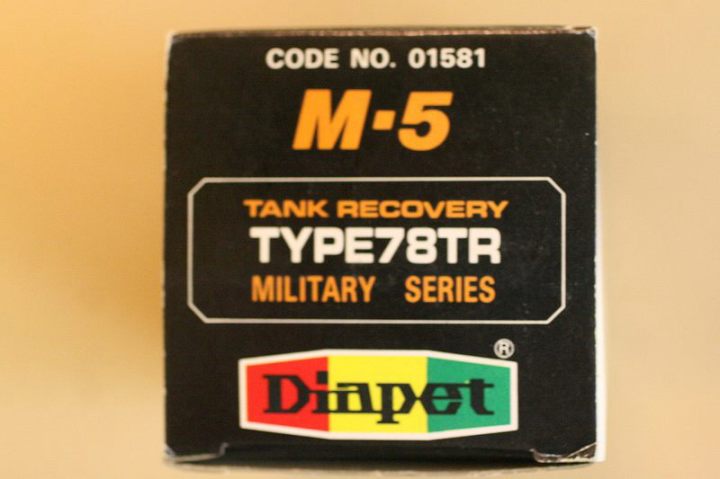 CODE NO. 01581
M-5
TANK RECOVERY
TYPE78TR
MILITARY SERIES
®
Diapet